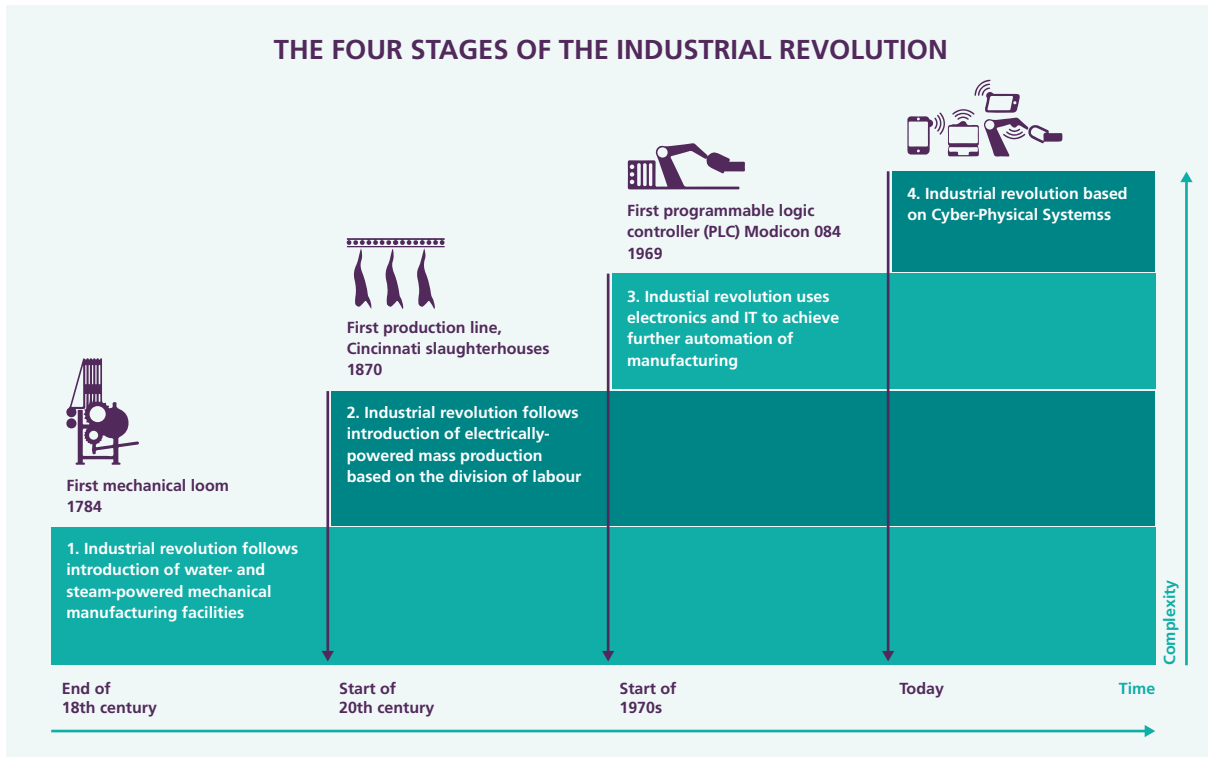 THE FOUR STAGES OF THE INDUSTRIAL REVOLUTION
First mechanical loom
1784
1. Industrial revolution follows
introduction of water- and
steam-powered mechanical
manufacturing facilities
First production line,
Cincinnati slaughterhouses
1870
2. Industrial revolution follows
introduction of electrically-
powered mass production
based on the division of labour
First programmable logic
controller (PLC) Modicon 084
1969
3. Industial revolution uses
electronics and IT to achieve
further automation of
manufacturing
4. Industrial revolution based
on Cyber-Physical Systemss
Complexity
End of
18th century
Start of
20th century
Start of
1970s
Today
Time